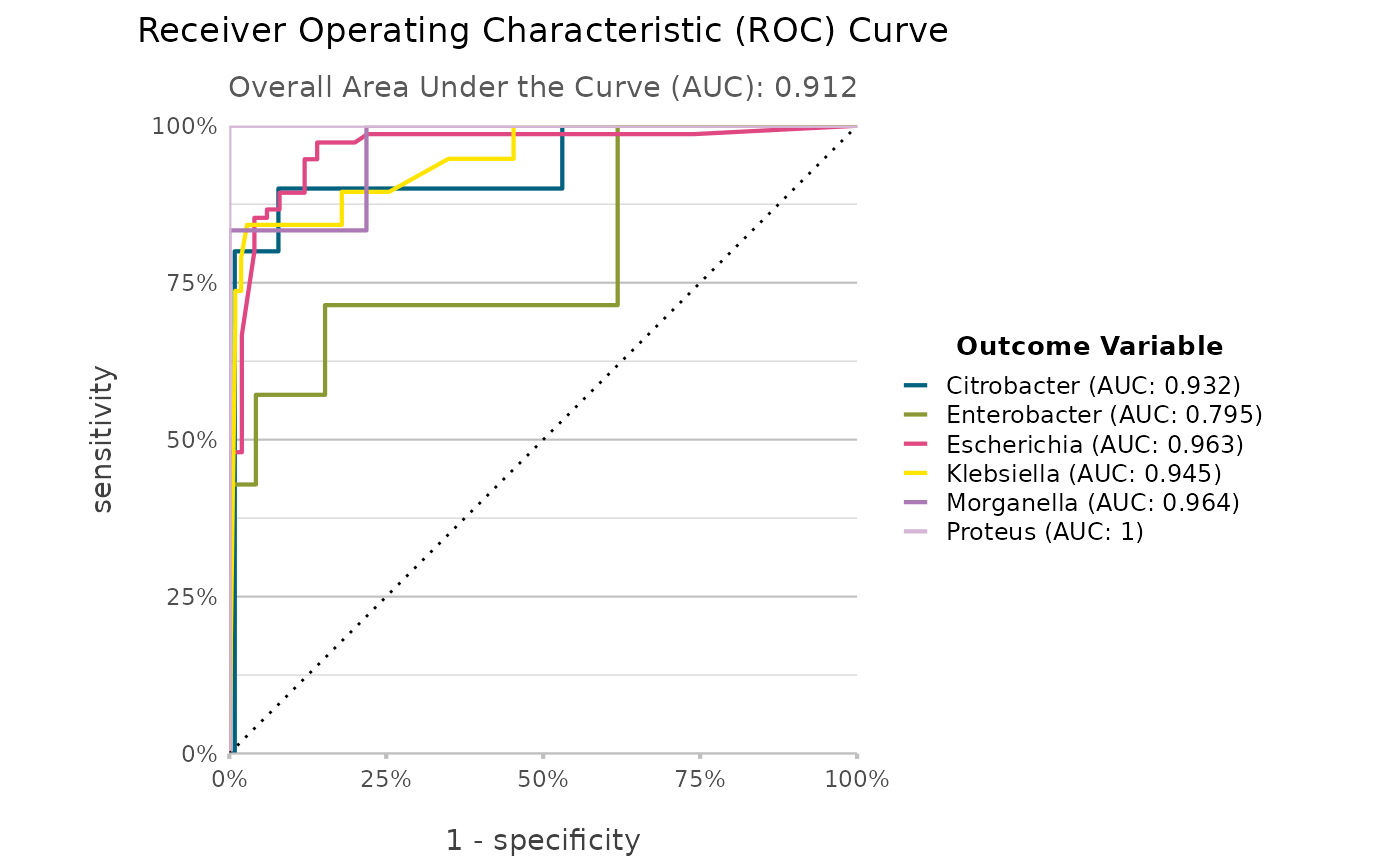 Receiver Operating Characteristic (ROC) Curve
Overall Area Under the Curve (AUC): 0.912
100%
75%
50%
25%
0%
sensitivity
0% 25% 50% 75% 100%
1 - specificity
Outcome Variable
Citrobacter (AUC: 0.932)
Enterobacter (AUC: 0.795)
Escherichia (AUC: 0.963)
Klebsiella (AUC: 0.945)
Morganella (AUC: 0.964)
Proteus (AUC: 1)